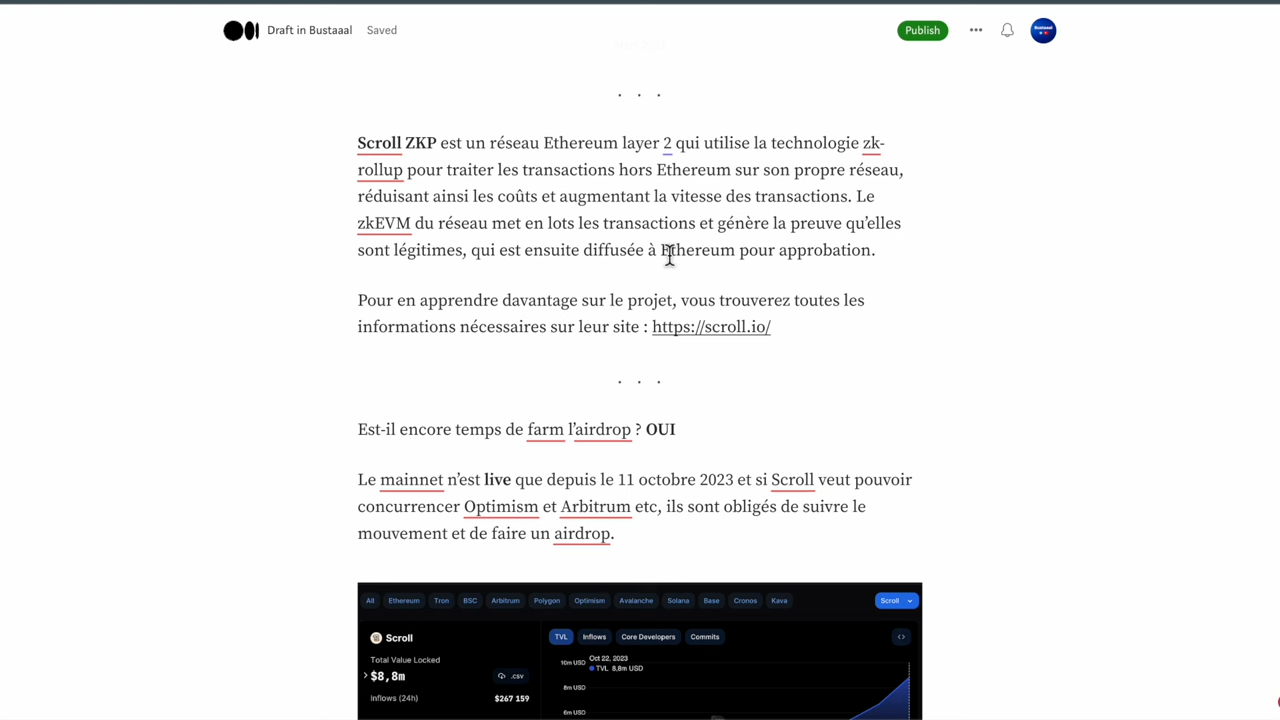 Draft in Bustaaal Saved Publish
. . .
Scroll ZKP est un réseau Ethereum layer 2 qui utilise la technologie zk-
rollup pour traiter les transactions hors Ethereum sur son propre réseau,
réduisant ainsi les coûts et augmentant la vitesse des transactions. Le
zkEVM du réseau met en lots les transactions et génère la preuve qu’elles
sont légitimes, qui est ensuite diffusée à Ethereum pour approbation.
Pour en apprendre davantage sur le projet, vous trouverez toutes les
informations nécessaires sur leur site : https://scroll.io/
. . .
Est-il encore temps de farm l’airdrop ? OUI
Le mainnet n’est live que depuis le 11 octobre 2023 et si Scroll veut pouvoir
concurrencer Optimism et Arbitrum etc, ils sont obligés de suivre le
mouvement et de faire un airdrop.
All Ethereum Tron BSC Arbitrum Polygon Optimism Avalanche Solana Base Cronos Kava Scroll
Scroll
TVL Inflows Core Developers Commits
Total Value Locked
$8,8m
.csv
Inflows (24h) $267 159
Oct 22, 2023
TVL 8,8m USD
10m USD
8m USD
6m USD